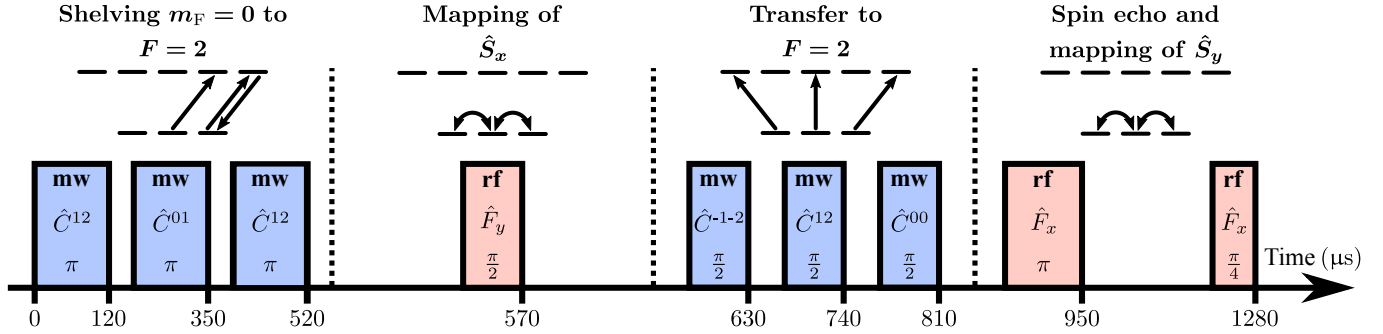 Shelving m_F = 0 to
F = 2
Mapping of
Ŝ_x
Transfer to
F = 2
Spin echo and
mapping of Ŝ_y
mw
Ĉ^12
π
mw
Ĉ^01
π
mw
Ĉ^12
π
rf
F̂_y
π/2
mw
Ĉ^-1-2
π/2
mw
Ĉ^12
π/2
mw
Ĉ^00
π/2
rf
F̂_x
π
rf
F̂_x
π/4
Time (μs)
0 120 350 520 570 630 740 810 950 1280